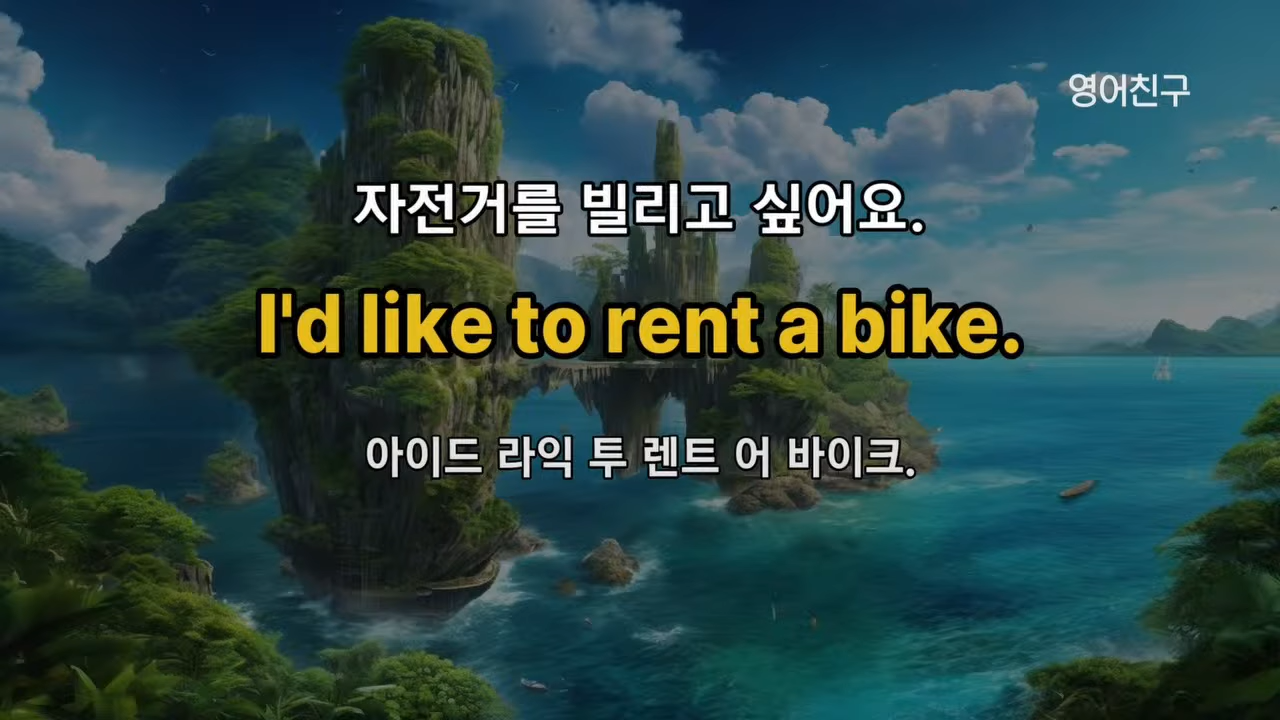 영어친구
자전거를 빌리고 싶어요.
I'd like to rent a bike.
아이드 라익 투 렌트 어 바이크.